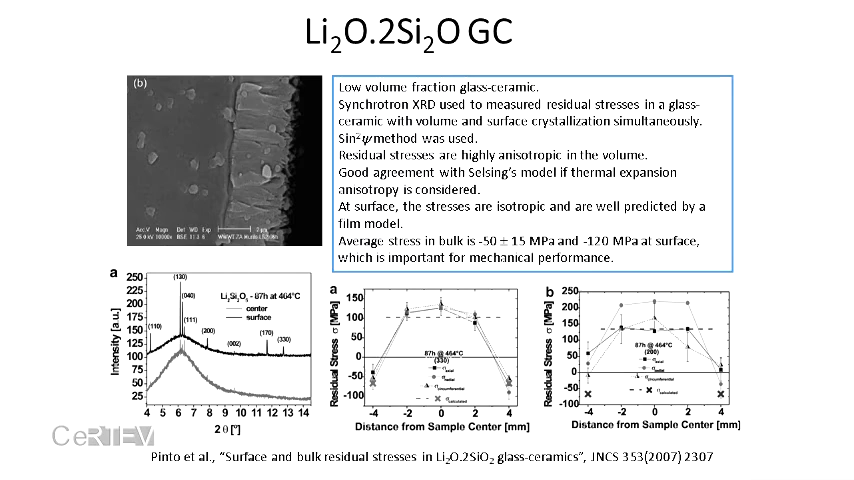 Li₂O.2Si₂O GC
(b)
Low volume fraction glass-ceramic.
Synchrotron XRD used to measured residual stresses in a glass-
ceramic with volume and surface crystallization simultaneously.
Sin²ψ method was used.
Residual stresses are highly anisotropic in the volume.
Good agreement with Selsing's model if thermal expansion
anisotropy is considered.
At surface, the stresses are isotropic and are well predicted by a
film model.
Average stress in bulk is -50 ± 15 MPa and -120 MPa at surface,
which is important for mechanical performance.
a
Intensity [a.u.]
250
225
200
175
150
125
100
75
50
25
(110)
(130)
(040)
(111)
(200)
(002)
(170)
(330)
- 87h at 464°C
center
surface
4 5 6 7 8 9 10 11 12 13 14
2 θ [°]
a
Residual Stress σ [MPa]
150
100
50
0
-50
-100
87h @ 464°C
(330)
σaxial
σradial
σcircumferential
σcalculated
-4 -2 0 2 4
Distance from Sample Center [mm]
b
Residual Stress σ [MPa]
250
200
150
100
50
0
-50
-100
87h @ 464°C
(200)
σaxial
σradial
σcircumferential
σcalculated
-4 -2 0 2 4
Distance from Sample Center [mm]
CeRTEV
Pinto et al., "Surface and bulk residual stresses in Li₂O.2SiO₂ glass-ceramics", JNCS 353(2007) 2307